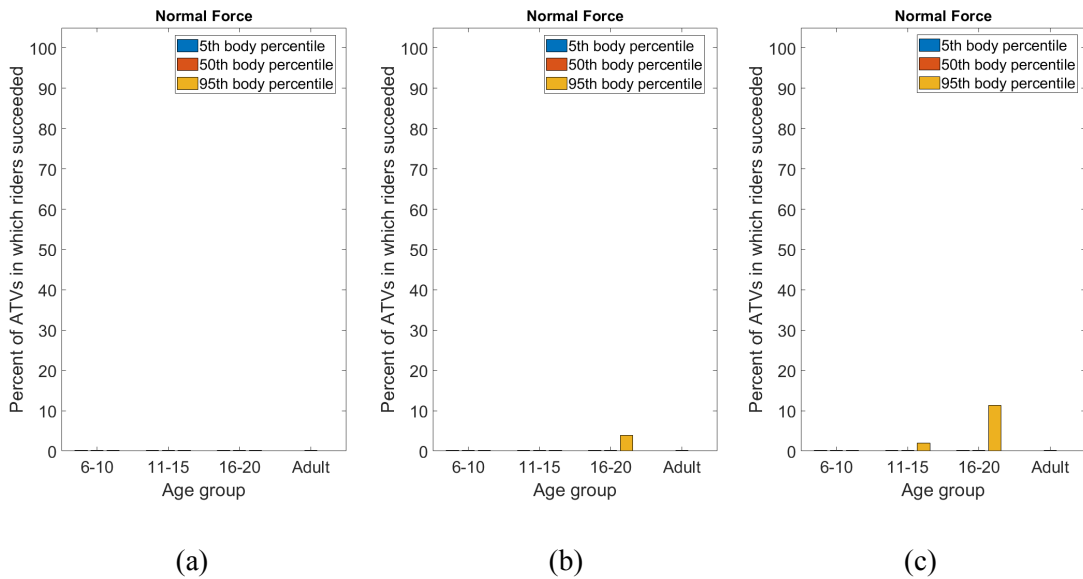 Normal Force
5th body percentile
50th body percentile
95th body percentile
Percent of ATVs in which riders succeeded
100
90
80
70
60
50
40
30
20
10
0
6-10
11-15
16-20
Adult
Age group
(a)
Normal Force
5th body percentile
50th body percentile
95th body percentile
Percent of ATVs in which riders succeeded
100
90
80
70
60
50
40
30
20
10
0
6-10
11-15
16-20
Adult
Age group
(b)
Normal Force
5th body percentile
50th body percentile
95th body percentile
Percent of ATVs in which riders succeeded
100
90
80
70
60
50
40
30
20
10
0
6-10
11-15
16-20
Adult
Age group
(c)